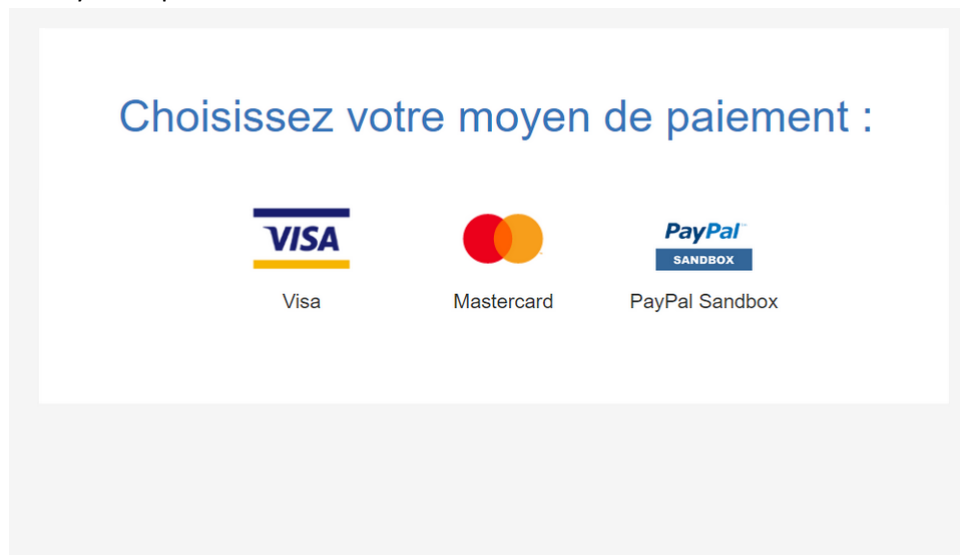 Choisissez votre moyen de paiement :
VISA
PayPal
SANDBOX
Visa
Mastercard
PayPal Sandbox